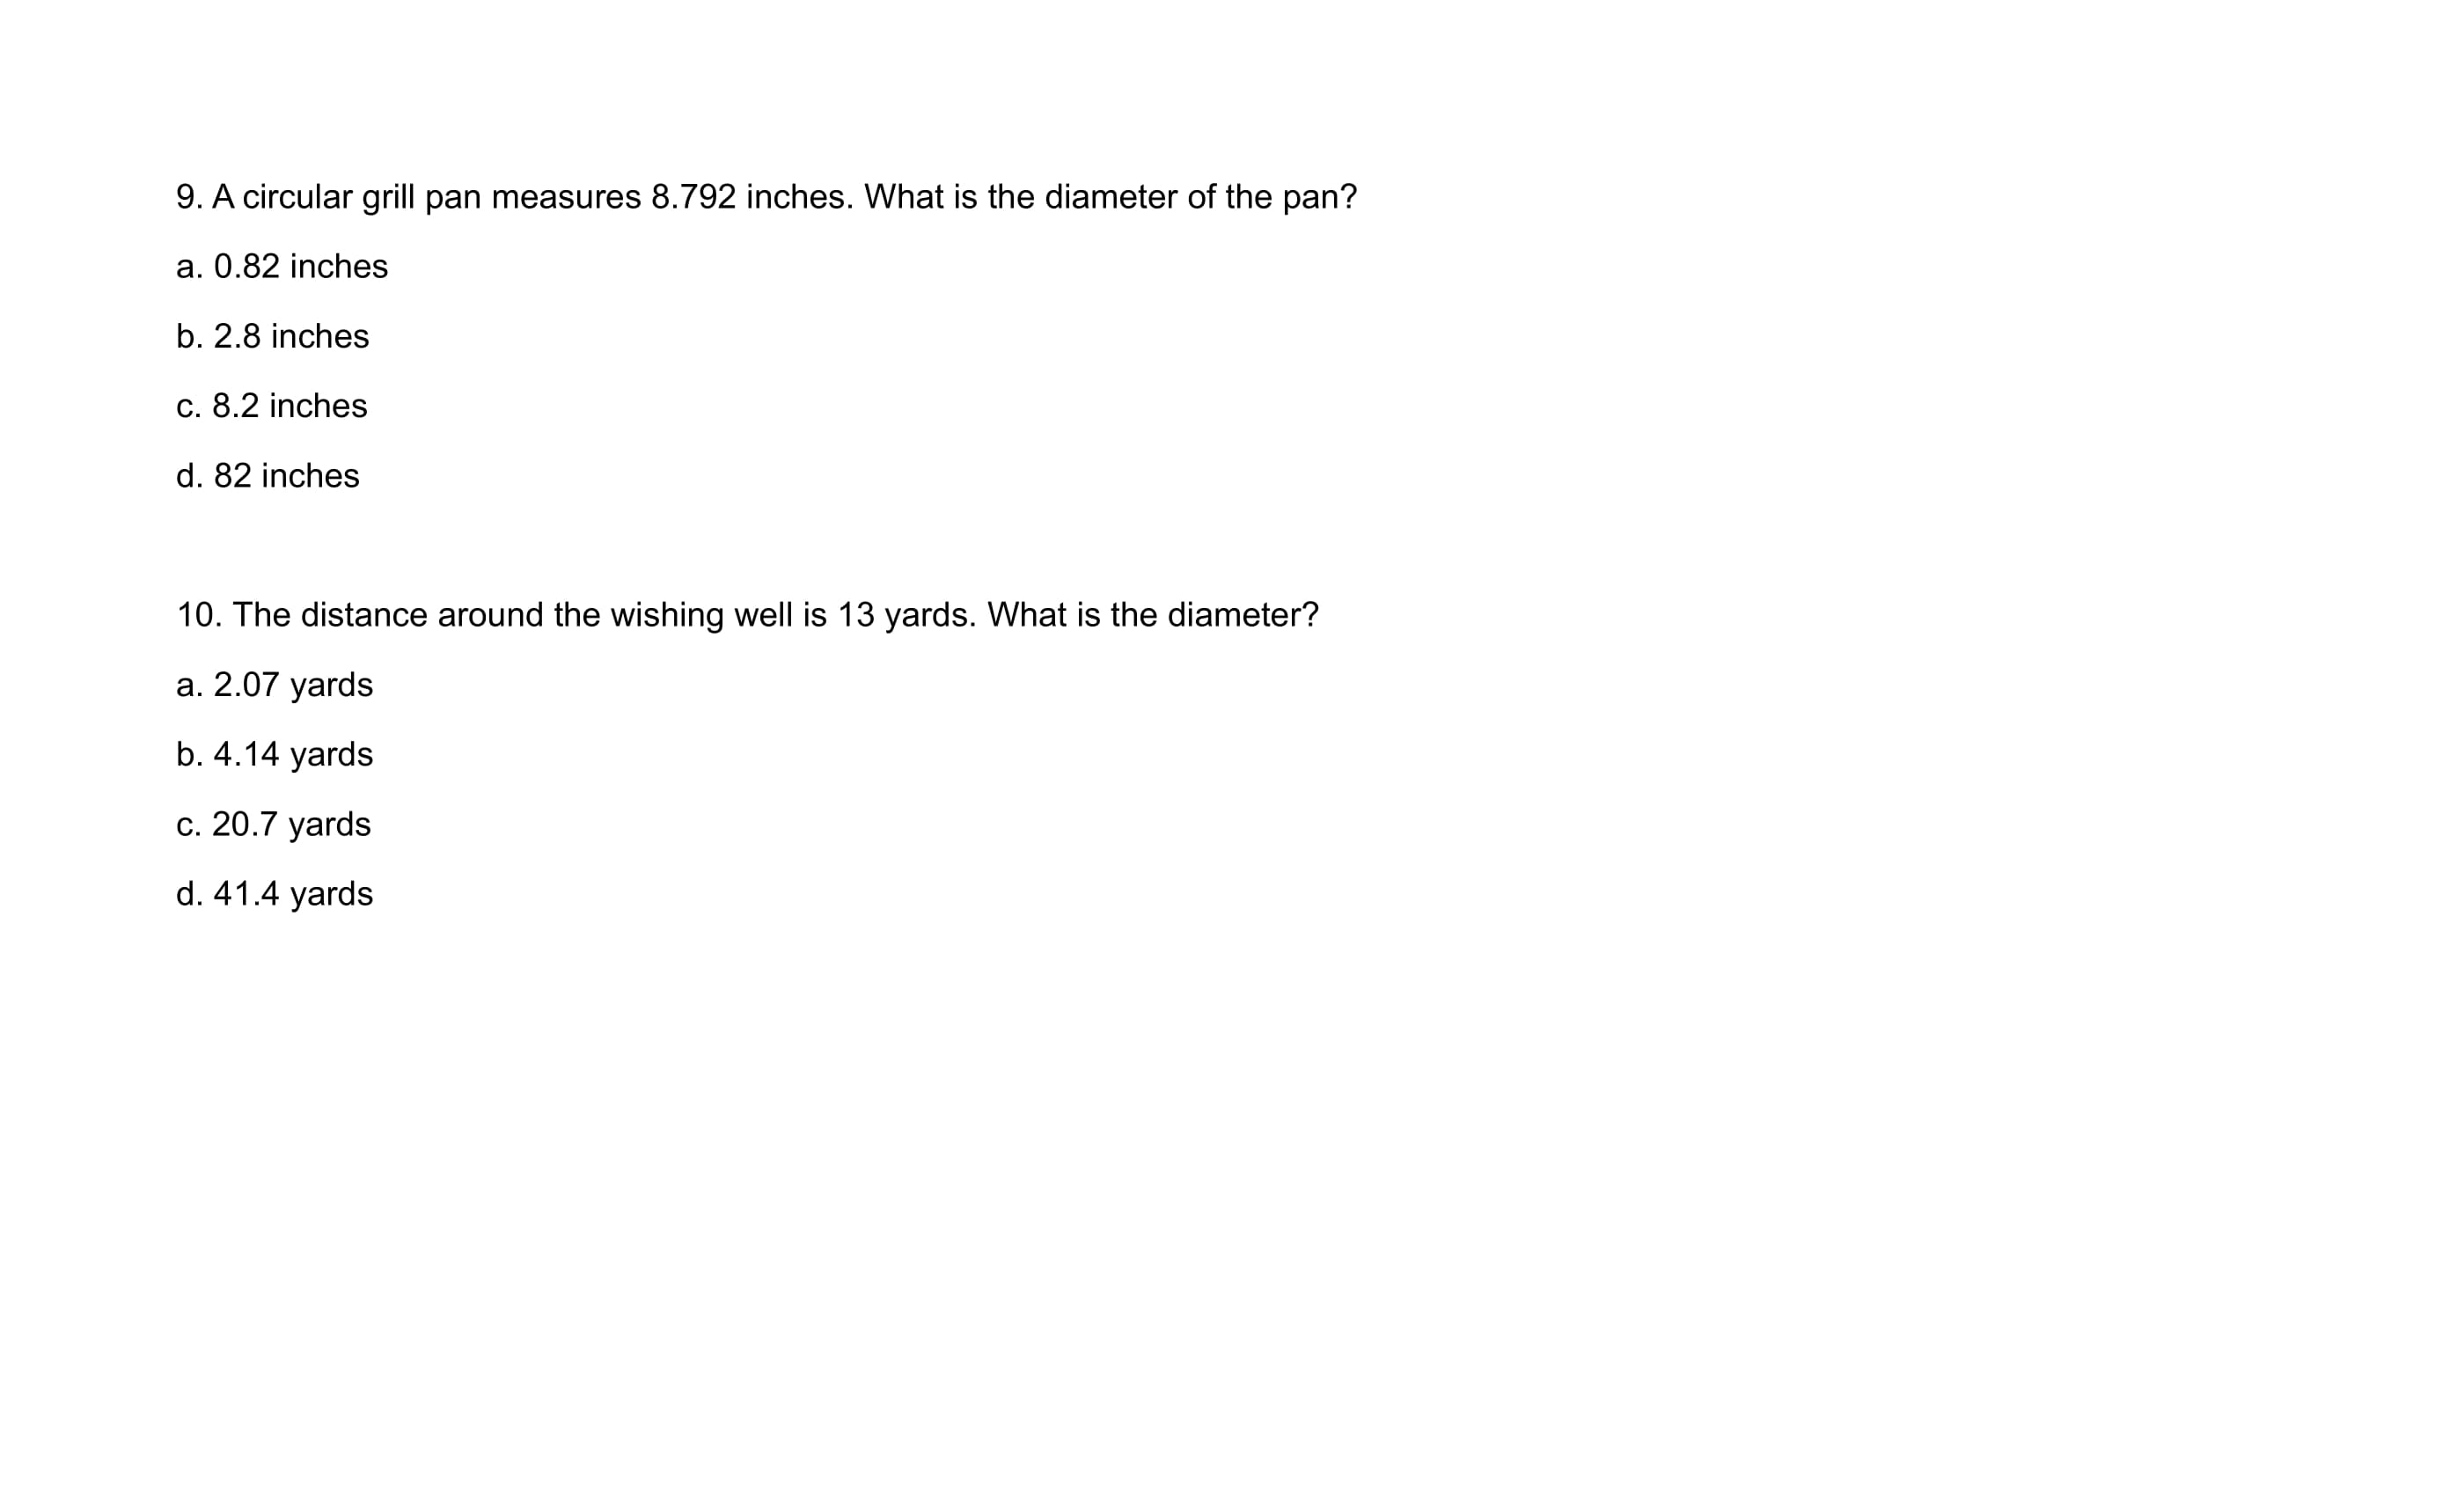 9. A circular grill pan measures 8.792 inches. What is the diameter of the pan?
a. 0.82 inches
b. 2.8 inches
c. 8.2 inches
d. 82 inches
10. The distance around the wishing well is 13 yards. What is the diameter?
a. 2.07 yards
b. 4.14 yards
c. 20.7 yards
d. 41.4 yards